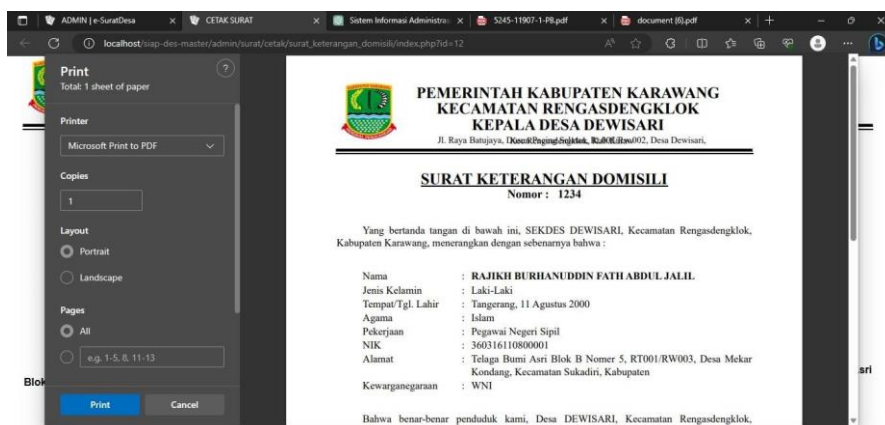 ADMIN | e-SuratDesa
CETAK SURAT
Sistem Informasi Administras
5245-11907-1-PB.pdf
document (6).pdf
localhost/siap-des-master/admin/surat/cetak/surat_keterangan_domisili/index.php?id=12
Print
Total: 1 sheet of paper
Printer
Microsoft Print to PDF
Copies
1
Layout
Portrait
Landscape
Pages
All
e.g. 1-5, 8, 11-13
Print
Cancel
Blok
sri
PEMERINTAH KABUPATEN KARAWANG
KECAMATAN RENGASDENGKLOK
KEPALA DESA DEWISARI
Jl. Raya Batujaya, 002, Desa Dewisari,
SURAT KETERANGAN DOMISILI
Nomor : 1234
Yang bertanda tangan di bawah ini, SEKDES DEWISARI, Kecamatan Rengasdengklok,
Kabupaten Karawang, menerangkan dengan sebenarnya bahwa :
Nama : RAJIKH BURHANUDDIN FATH ABDUL JALIL
Jenis Kelamin : Laki-Laki
Tempat/Tgl. Lahir : Tangerang, 11 Agustus 2000
Agama : Islam
Pekerjaan : Pegawai Negeri Sipil
NIK : 360316110800001
Alamat : Telaga Bumi Asri Blok B Nomer 5, RT001/RW003, Desa Mekar
Kondang, Kecamatan Sukadiri, Kabupaten
Kewarganegaraan : WNI
Bahwa benar-benar penduduk kami, Desa DEWISARI, Kecamatan Rengasdengklok,